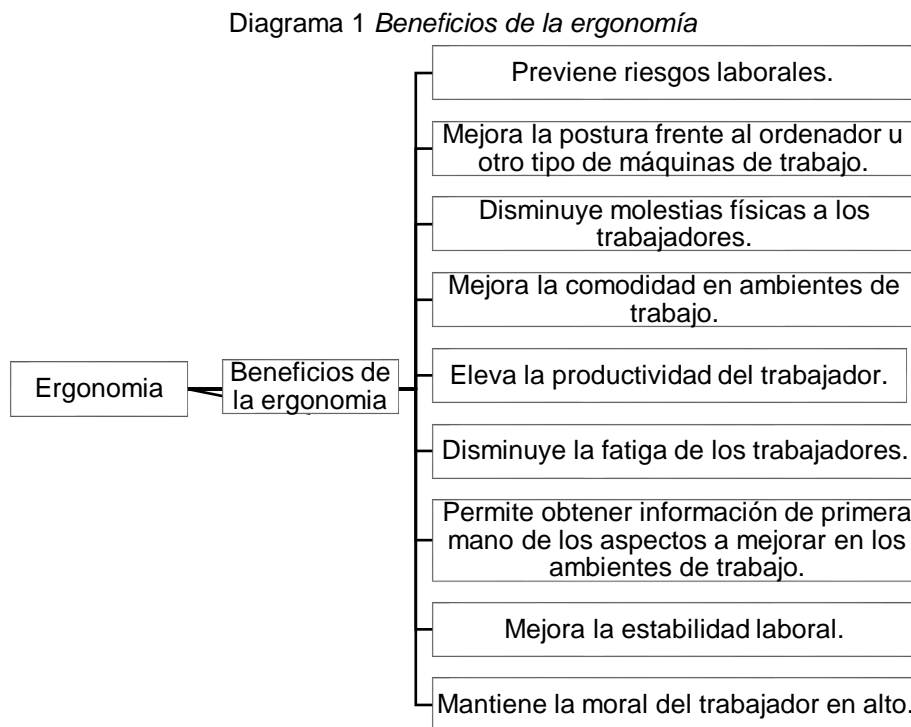 Diagrama 1 Beneficios de la ergonomía
Ergonomia
Beneficios de
la ergonomia
Previene riesgos laborales.
Mejora la postura frente al ordenador u
otro tipo de máquinas de trabajo.
Disminuye molestias físicas a los
trabajadores.
Mejora la comodidad en ambientes de
trabajo.
Eleva la productividad del trabajador.
Disminuye la fatiga de los trabajadores.
Permite obtener información de primera
mano de los aspectos a mejorar en los
ambientes de trabajo.
Mejora la estabilidad laboral.
Mantiene la moral del trabajador en alto.